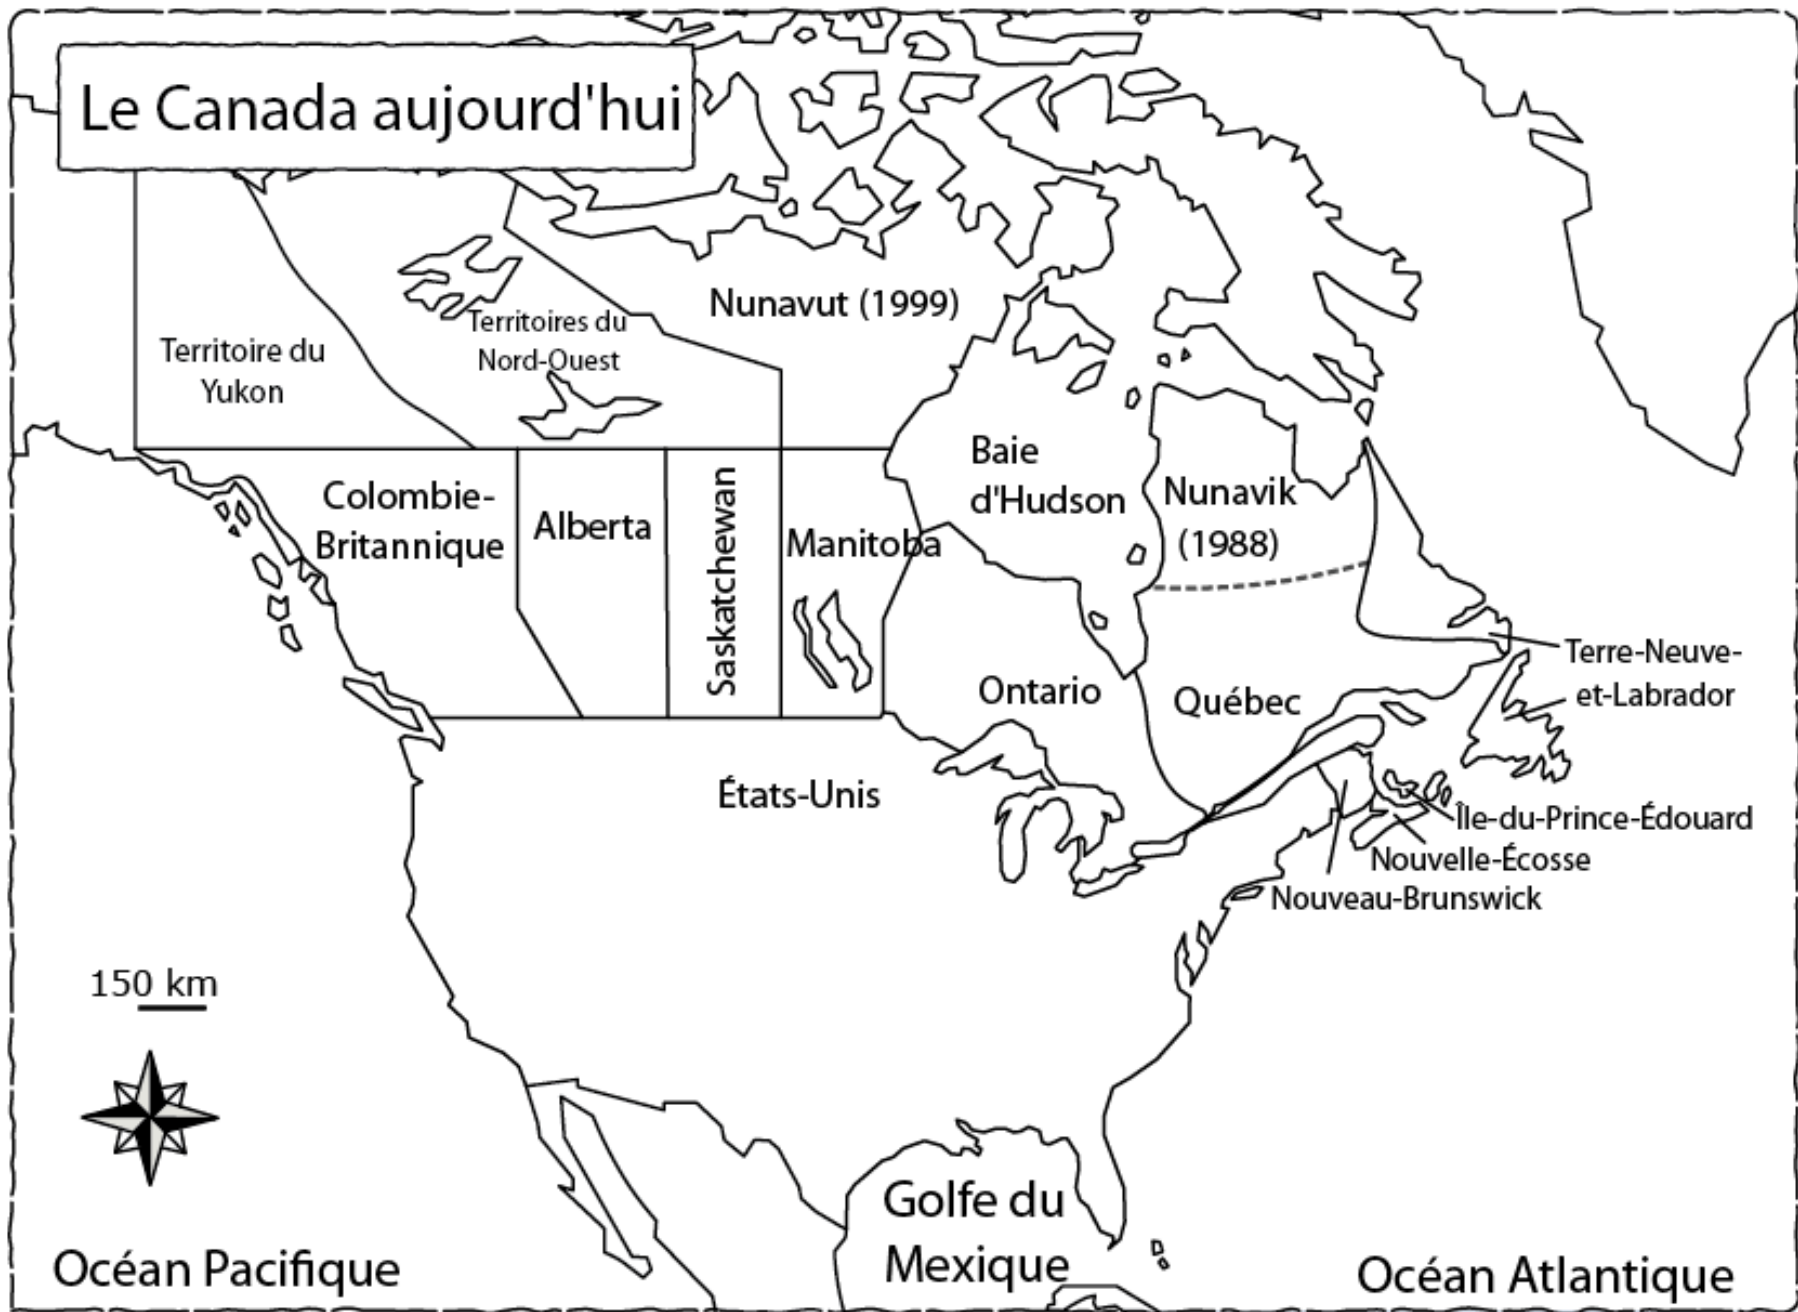 Le Canada aujourd'hui
Nunavut (1999)
Territoires du
Nord-Ouest
Territoire du
Yukon
Baie
d'Hudson
Nunavik
(1988)
Colombie-
Britannique
Alberta
Saskatchewan
Manitoba
Ontario
Québec
Terre-Neuve-
et-Labrador
États-Unis
Île-du-Prince-Édouard
Nouvelle-Écosse
Nouveau-Brunswick
150 km
Golfe du
Mexique
Océan Pacifique
Océan Atlantique